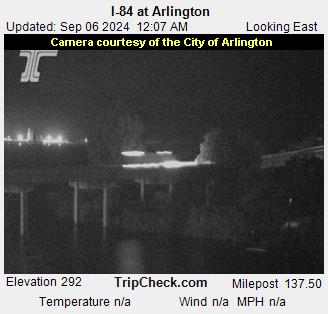 I-84 at Arlington
Updated: Sep 06 2024 12:07 AM Looking East
Camera courtesy of the City of Arlington
Elevation 292 TripCheck.com Milepost 137.50
Temperature n/a Wind n/a MPH n/a